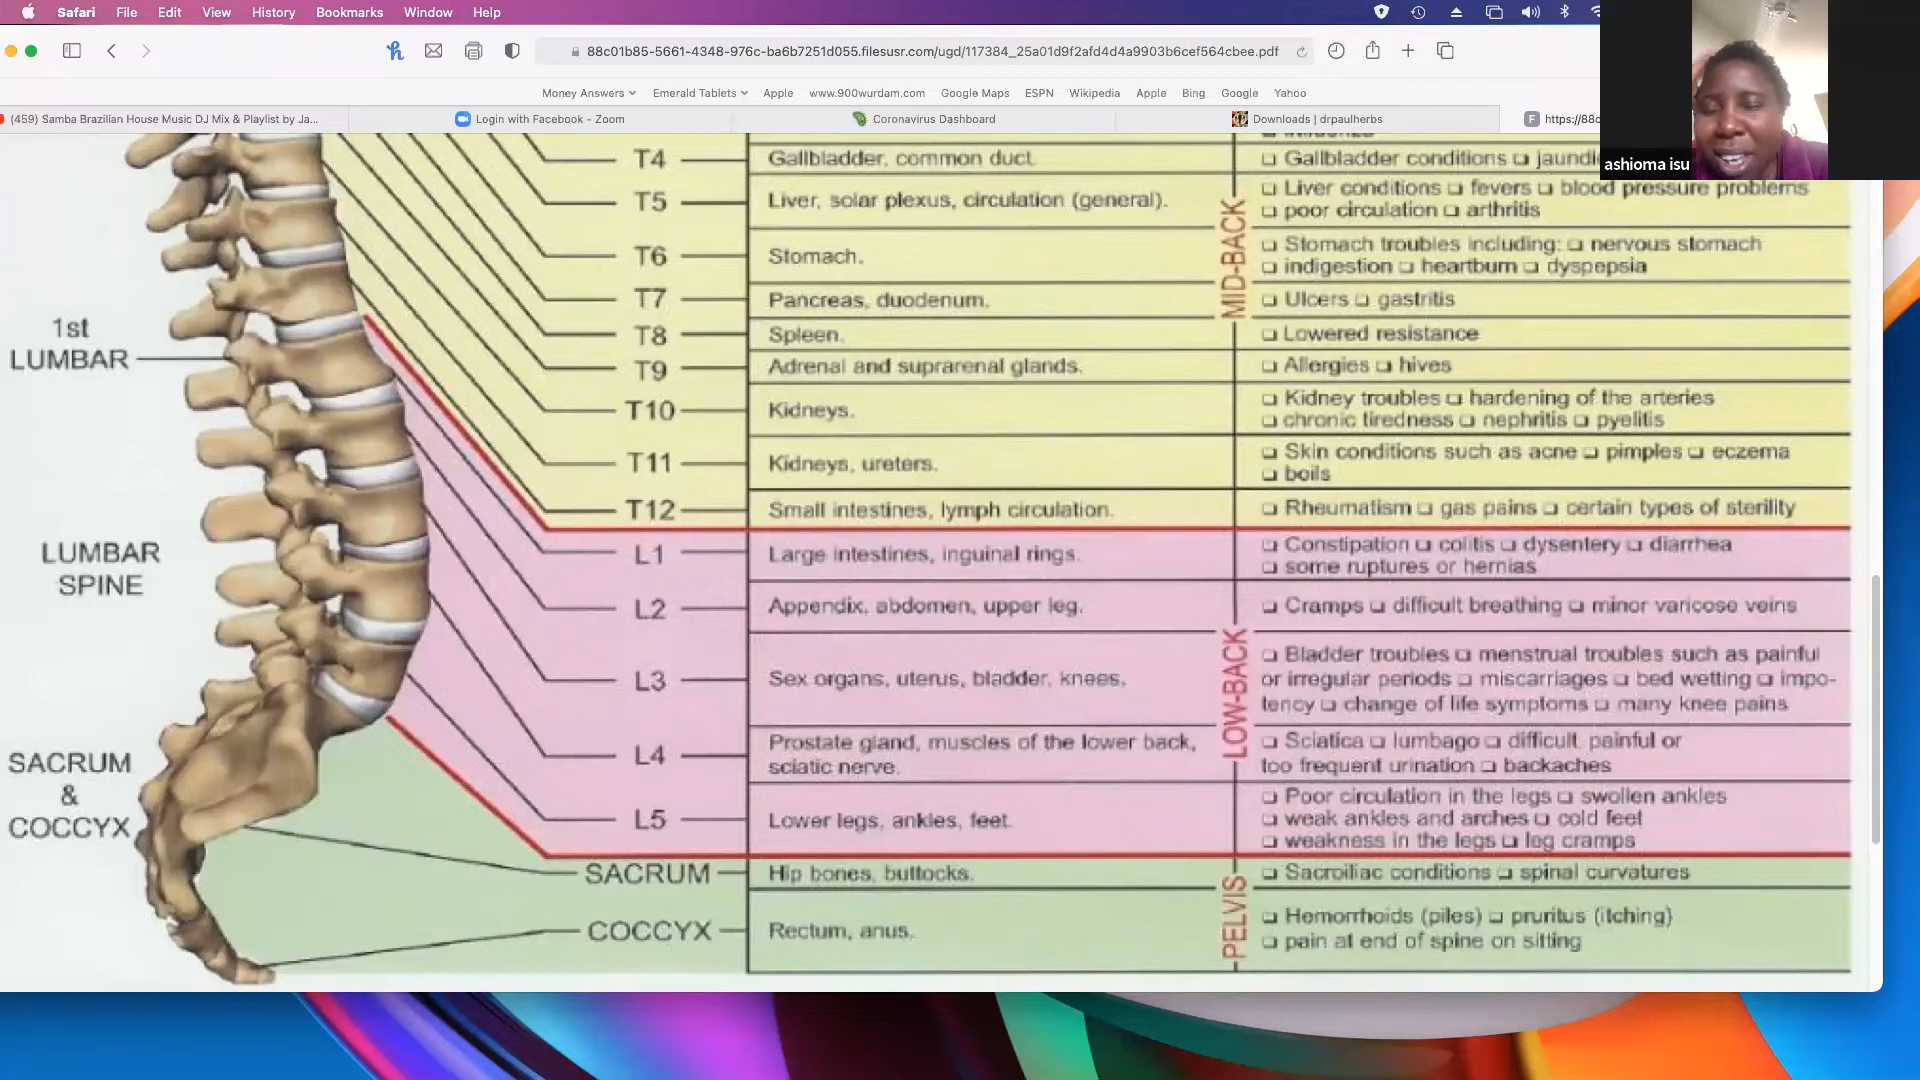 Safari File Edit View History Bookmarks Window Help
88c01b85-5661-4348-976c-ba6b7251d055.filesusr.com/ugd/117384_25a01d9f2afd4d4a9903b6cef564cbee.pdf
Money Answers Emerald Tablets Apple www.900wurdam.com Google Maps ESPN Wikipedia Apple Bing Google Yahoo
(459) Samba Brazilian House Music DJ Mix & Playlist by Ja...
Login with Facebook - Zoom
Coronavirus Dashboard
Downloads | drpaulherbs
https://88c
ashioma isu
T4 Gallbladder, common duct. Gallbladder conditions
T5 Liver, solar plexus, circulation (general). Liver conditions fevers blood pressure problems
poor circulation arthritis
T6 Stomach. Stomach troubles including: nervous stomach
indigestion heartburn dyspepsia
T7 Pancreas, duodenum. Ulcers gastritis
T8 Spleen. Lowered resistance
T9 Adrenal and suprarenal glands. Allergies hives
T10 Kidneys. Kidney troubles hardening of the arteries
chronic tiredness nephritis pyelitis
T11 Kidneys, ureters. Skin conditions such as acne pimples eczema
boils
T12 Small intestines, lymph circulation. Rheumatism gas pains certain types of sterility
MID-BACK
L1 Large intestines, inguinal rings. Constipation colitis dysentery diarrhea
some ruptures or hernias
L2 Appendix, abdomen, upper leg. Cramps difficult breathing minor varicose veins
L3 Sex organs, uterus, bladder, knees. Bladder troubles menstrual troubles such as painful
or irregular periods miscarriages bed wetting impo-
tency change of life symptoms many knee pains
L4 Prostate gland, muscles of the lower back, Sciatica lumbago difficult, painful or
sciatic nerve. too frequent urination backaches
L5 Lower legs, ankles, feet. Poor circulation in the legs swollen ankles
weak ankles and arches cold feet
weakness in the legs leg cramps
LOW-BACK
SACRUM Hip bones, buttocks. Sacroiliac conditions spinal curvatures
COCCYX Rectum, anus. Hemorrhoids (piles) pruritus (itching)
pain at end of spine on sitting
PELVIS
1st
LUMBAR
LUMBAR
SPINE
SACRUM
&
COCCYX